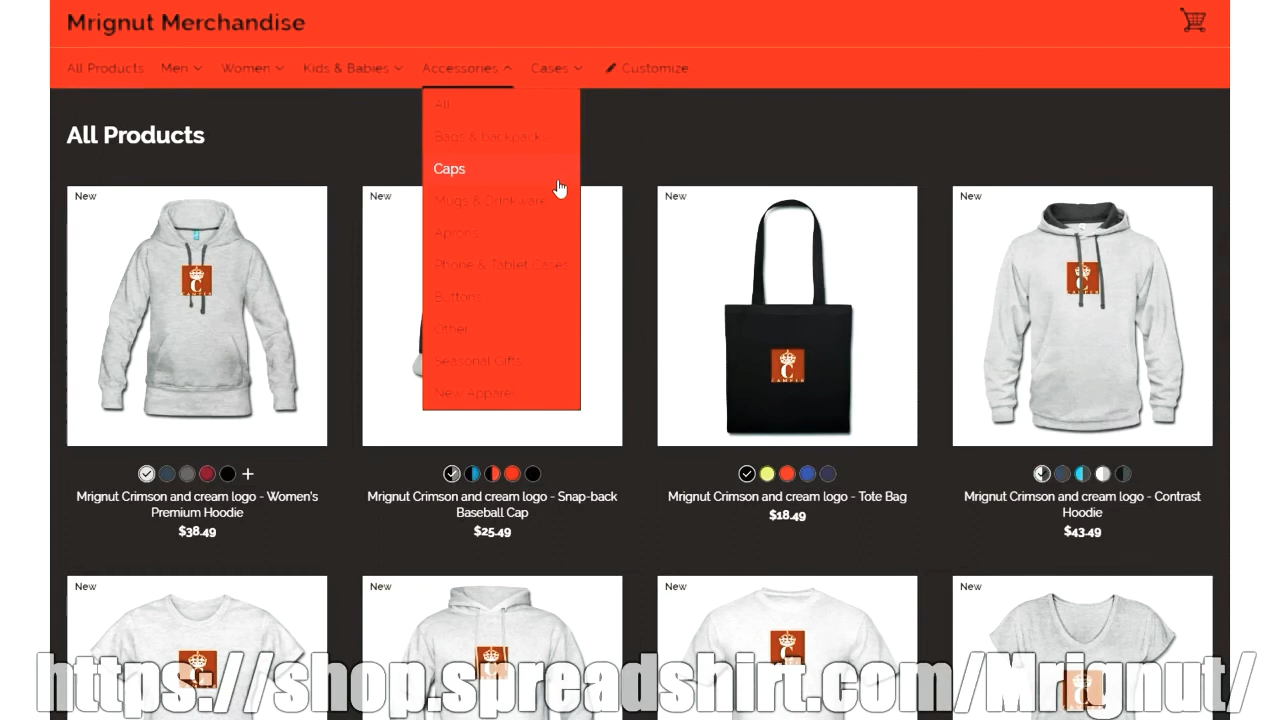 Mrignut Merchandise
All Products Men Women Kids & Babies Accessories Cases Customize
All
Bags & backpacks
Caps
Mugs & Drinkware
Aprons
Phone & Tablet Cases
Buttons
Other
Seasonal Gifts
New Apparel
All Products
New New New New
C C C
Mrignut Crimson and cream logo - Women's
Premium Hoodie
$38.49
Mrignut Crimson and cream logo - Snap-back
Baseball Cap
$25.49
Mrignut Crimson and cream logo - Tote Bag
$18.49
Mrignut Crimson and cream logo - Contrast
Hoodie
$43.49
New New New New
https://shop.spreadshirt.com/Mrignut/